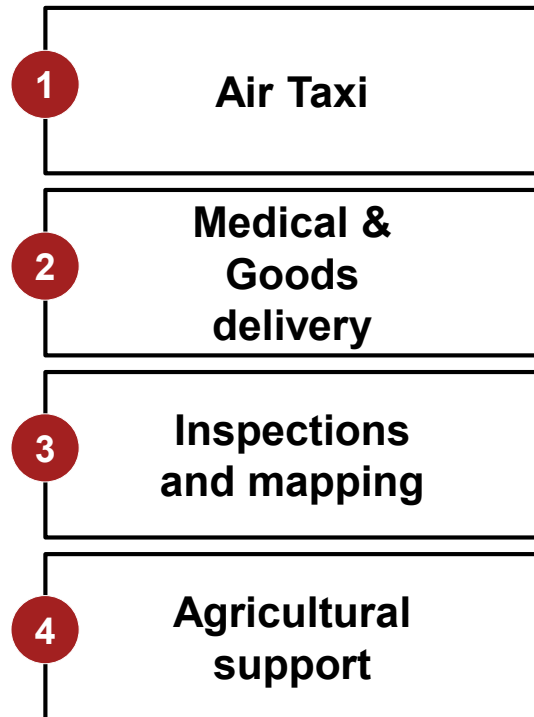 1
Air Taxi
2
Medical &
Goods
delivery
3
Inspections
and mapping
4
Agricultural
support